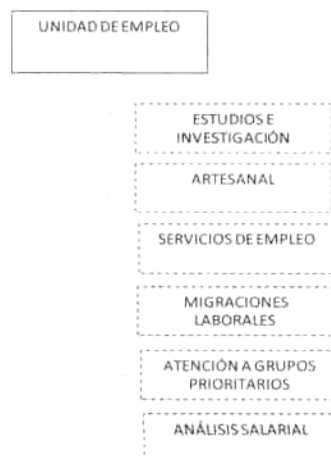 UNIDAD DE EMPLEO
ESTUDIOS E
INVESTIGACIÓN
ARTESANAL
SERVICIOS DE EMPLEO
MIGRACIONES
LABORALES
ATENCIÓN A GRUPOS
PRIORITARIOS
ANÁLISIS SALARIAL